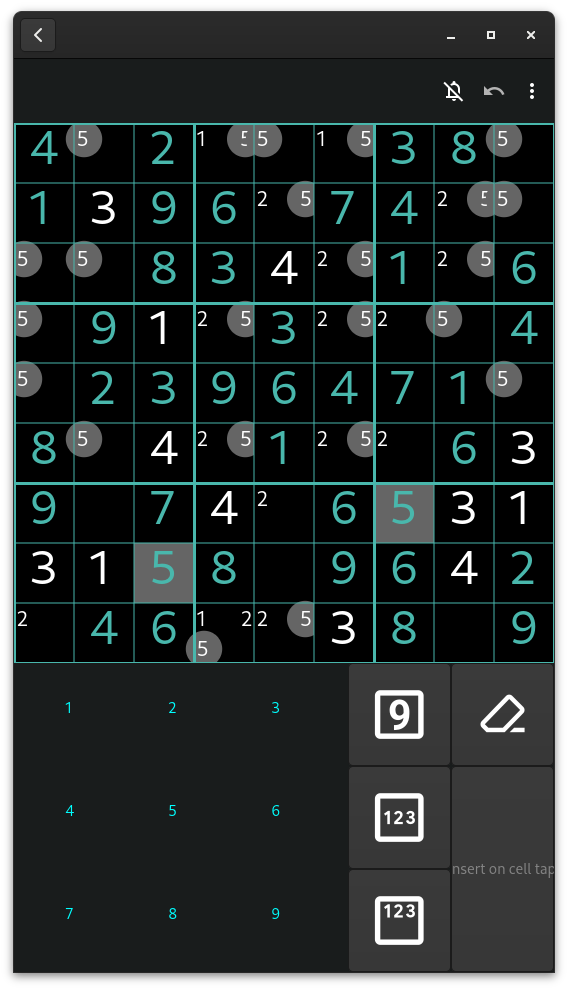 4 5 2 1 5 5 1 5 3 8 5
1 3 9 6 2 5 7 4 2 5 5
5 5 8 3 4 2 5 1 2 5 6
5 9 1 2 5 3 2 5 2 5 4
5 2 3 9 6 4 7 1 5
8 5 4 2 5 1 2 5 2 6 3
9 7 4 2 6 5 3 1
3 1 5 8 9 6 4 2
2 4 6 1 2 5 2 5 3 8 9
1 2 3
9
4 5 6
123
nsert on cell tap
7 8 9
123